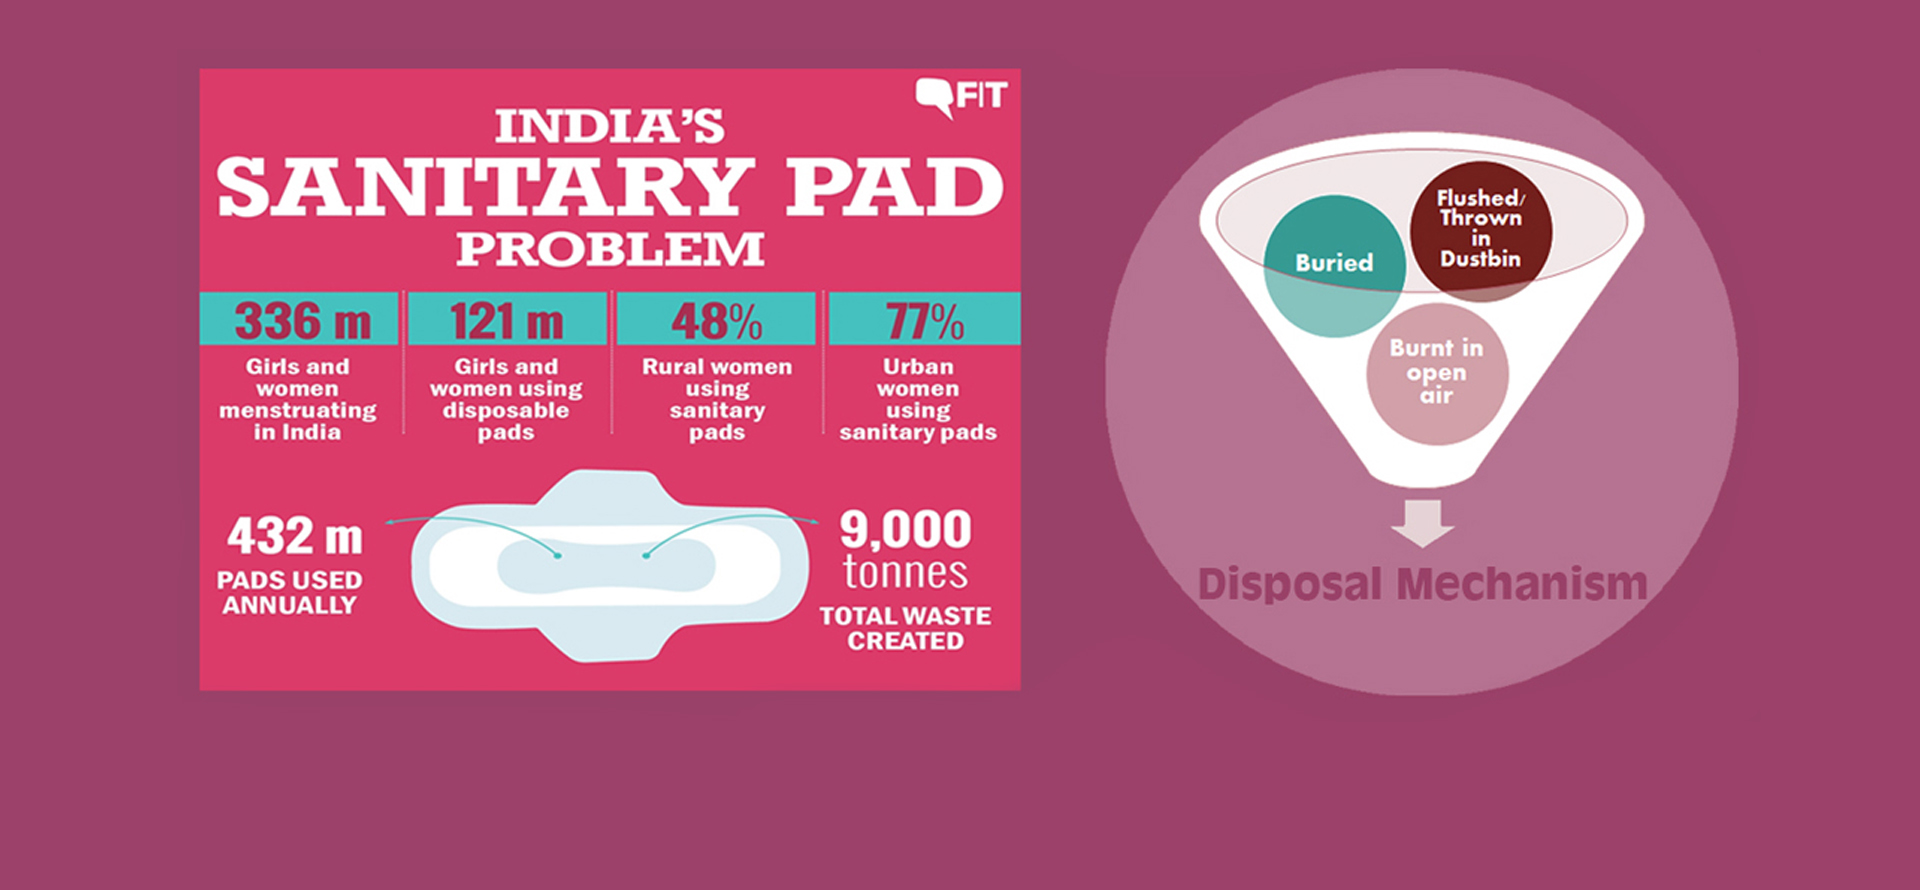 FIT
INDIA'S
SANITARY PAD
PROBLEM
336 m
Girls and
women
menstruating
in India
121 m
Girls and
women using
disposable
pads
48%
Rural women
using
sanitary
pads
77%
Urban
women
using
sanitary pads
432 m
PADS USED
ANNUALLY
9,000
tonnes
TOTAL WASTE
CREATED
Buried
Flushed/
Thrown
in
Dustbin
Burnt in
open
air
Disposal Mechanism